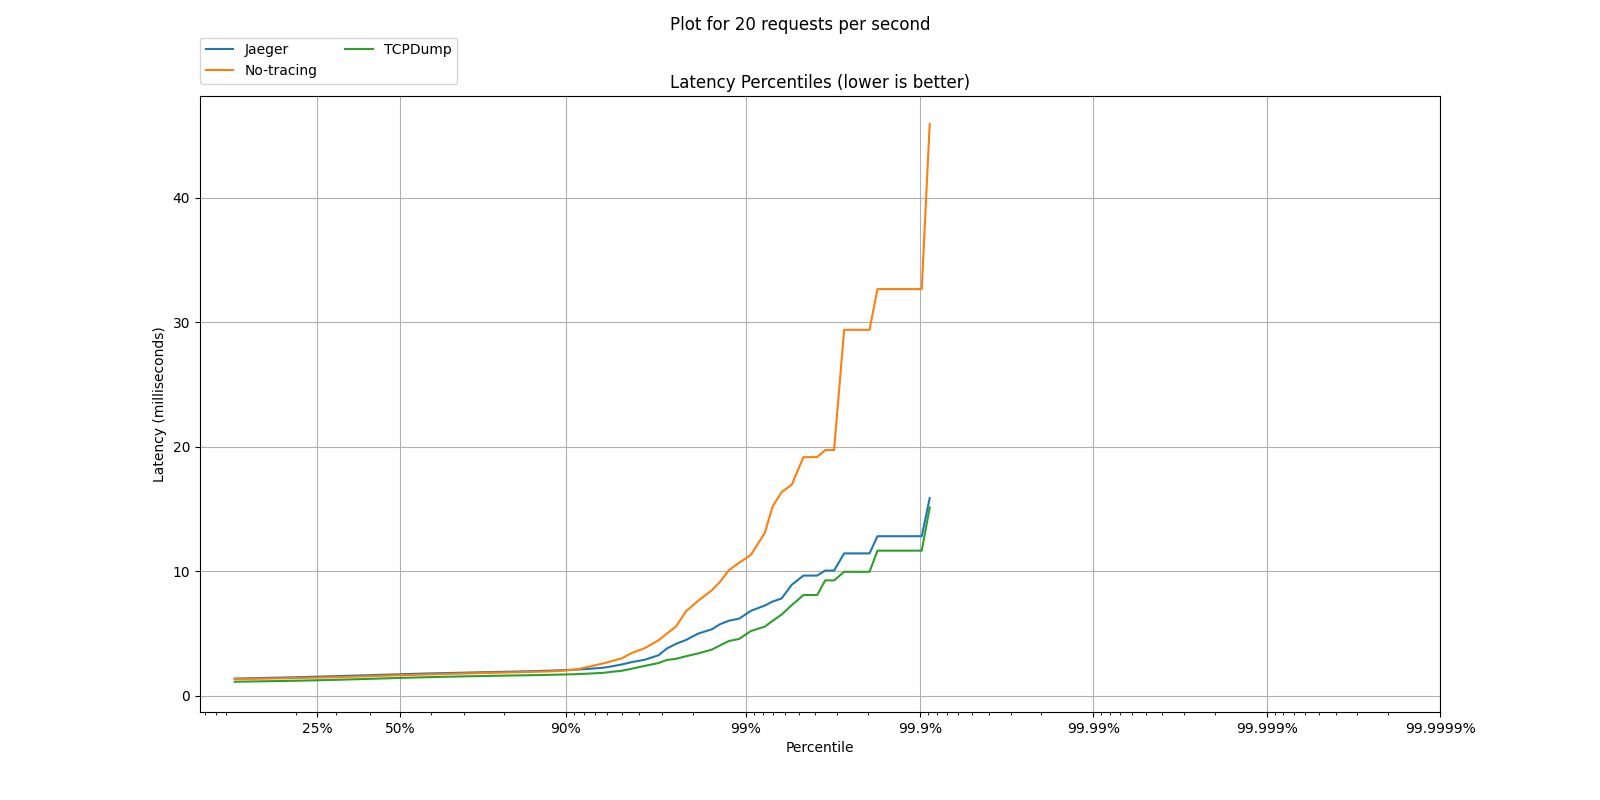 Plot for 20 requests per second
Jaeger
No-tracing
TCPDump
Latency Percentiles (lower is better)
Latency (milliseconds)
40
30
20
10
0
25% 50% 90% 99% 99.9% 99.99% 99.999% 99.9999%
Percentile